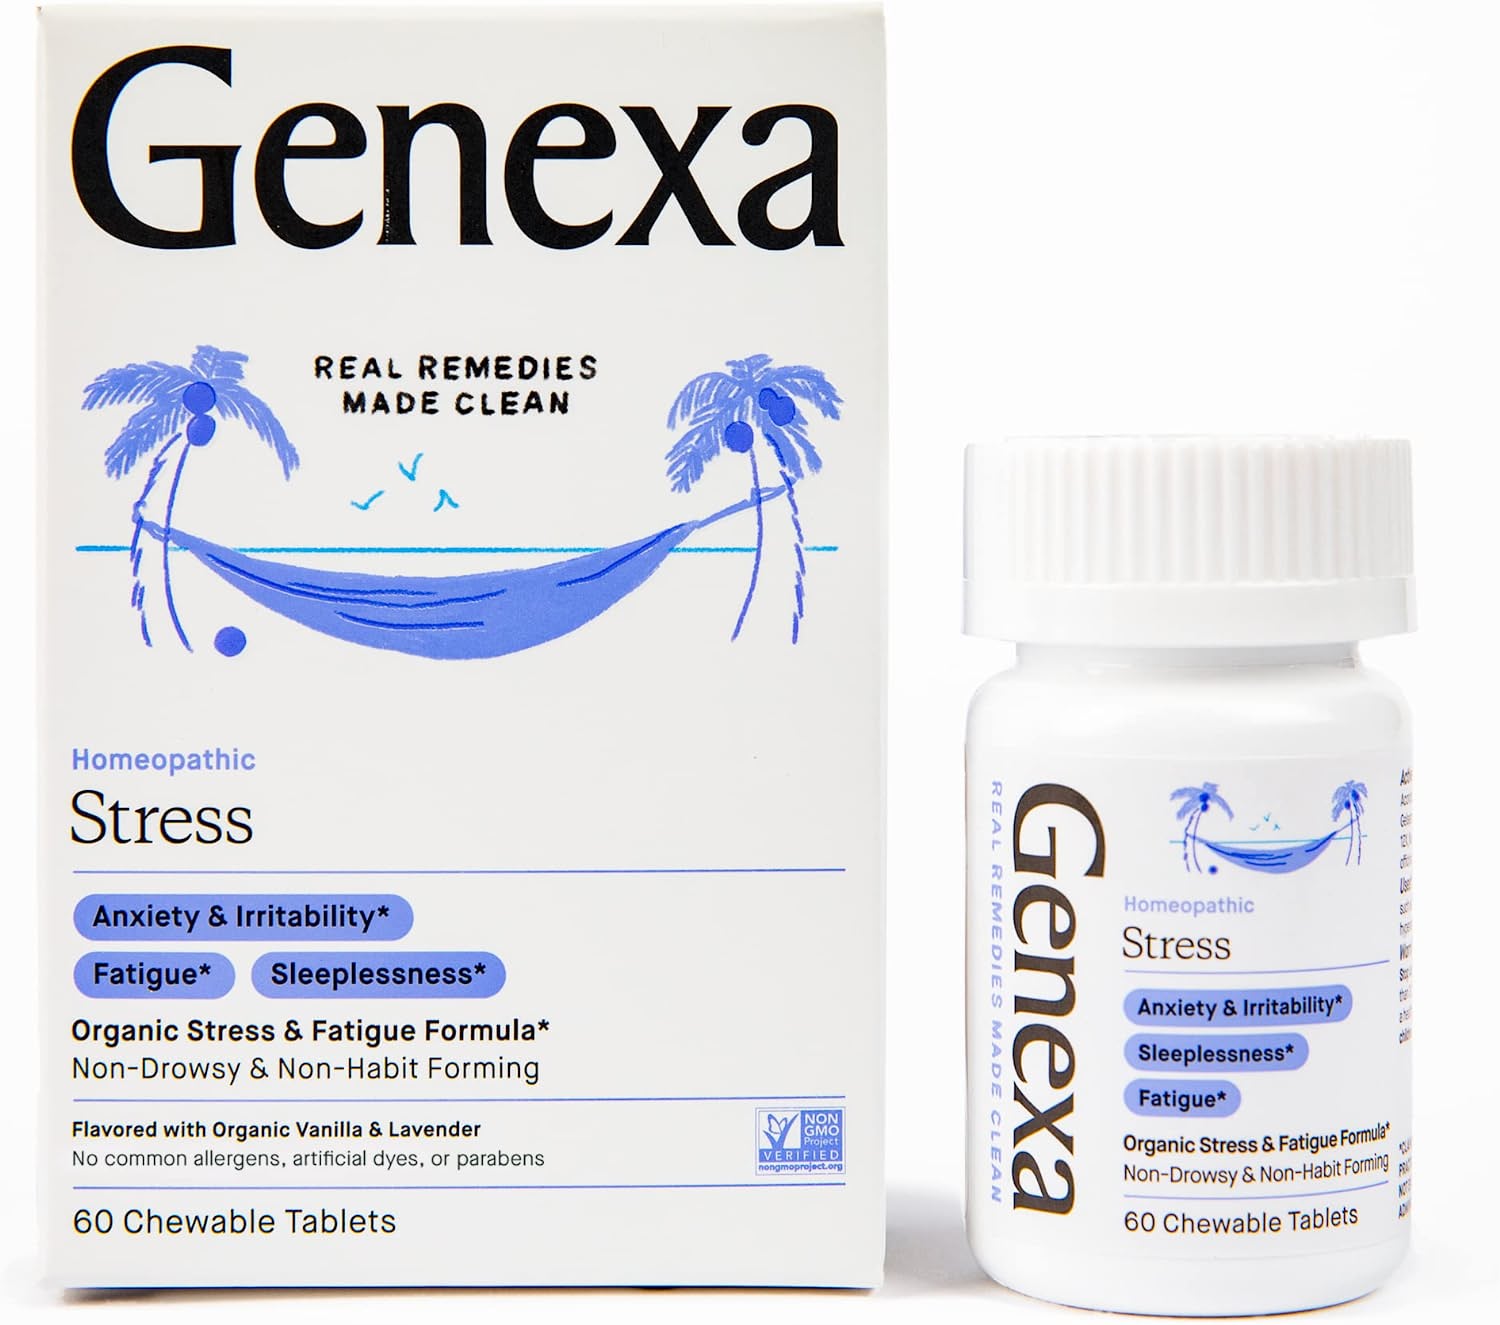 Genexa
REAL REMEDIES
MADE CLEAN
Homeopathic
Stress
Anxiety & Irritability*
Fatigue* Sleeplessness*
Organic Stress & Fatigue Formula*
Non-Drowsy & Non-Habit Forming
Flavored with Organic Vanilla & Lavender
No common allergens, artificial dyes, or parabens
NON
GMO
Project
VERIFIED
nongmoproject.org
60 Chewable Tablets
Genexa
REAL REMEDIES MADE CLEAN
Homeopathic
Stress
Anxiety & Irritability*
Sleeplessness*
Fatigue*
Organic Stress & Fatigue Formula*
Non-Drowsy & Non-Habit Forming
60 Chewable Tablets